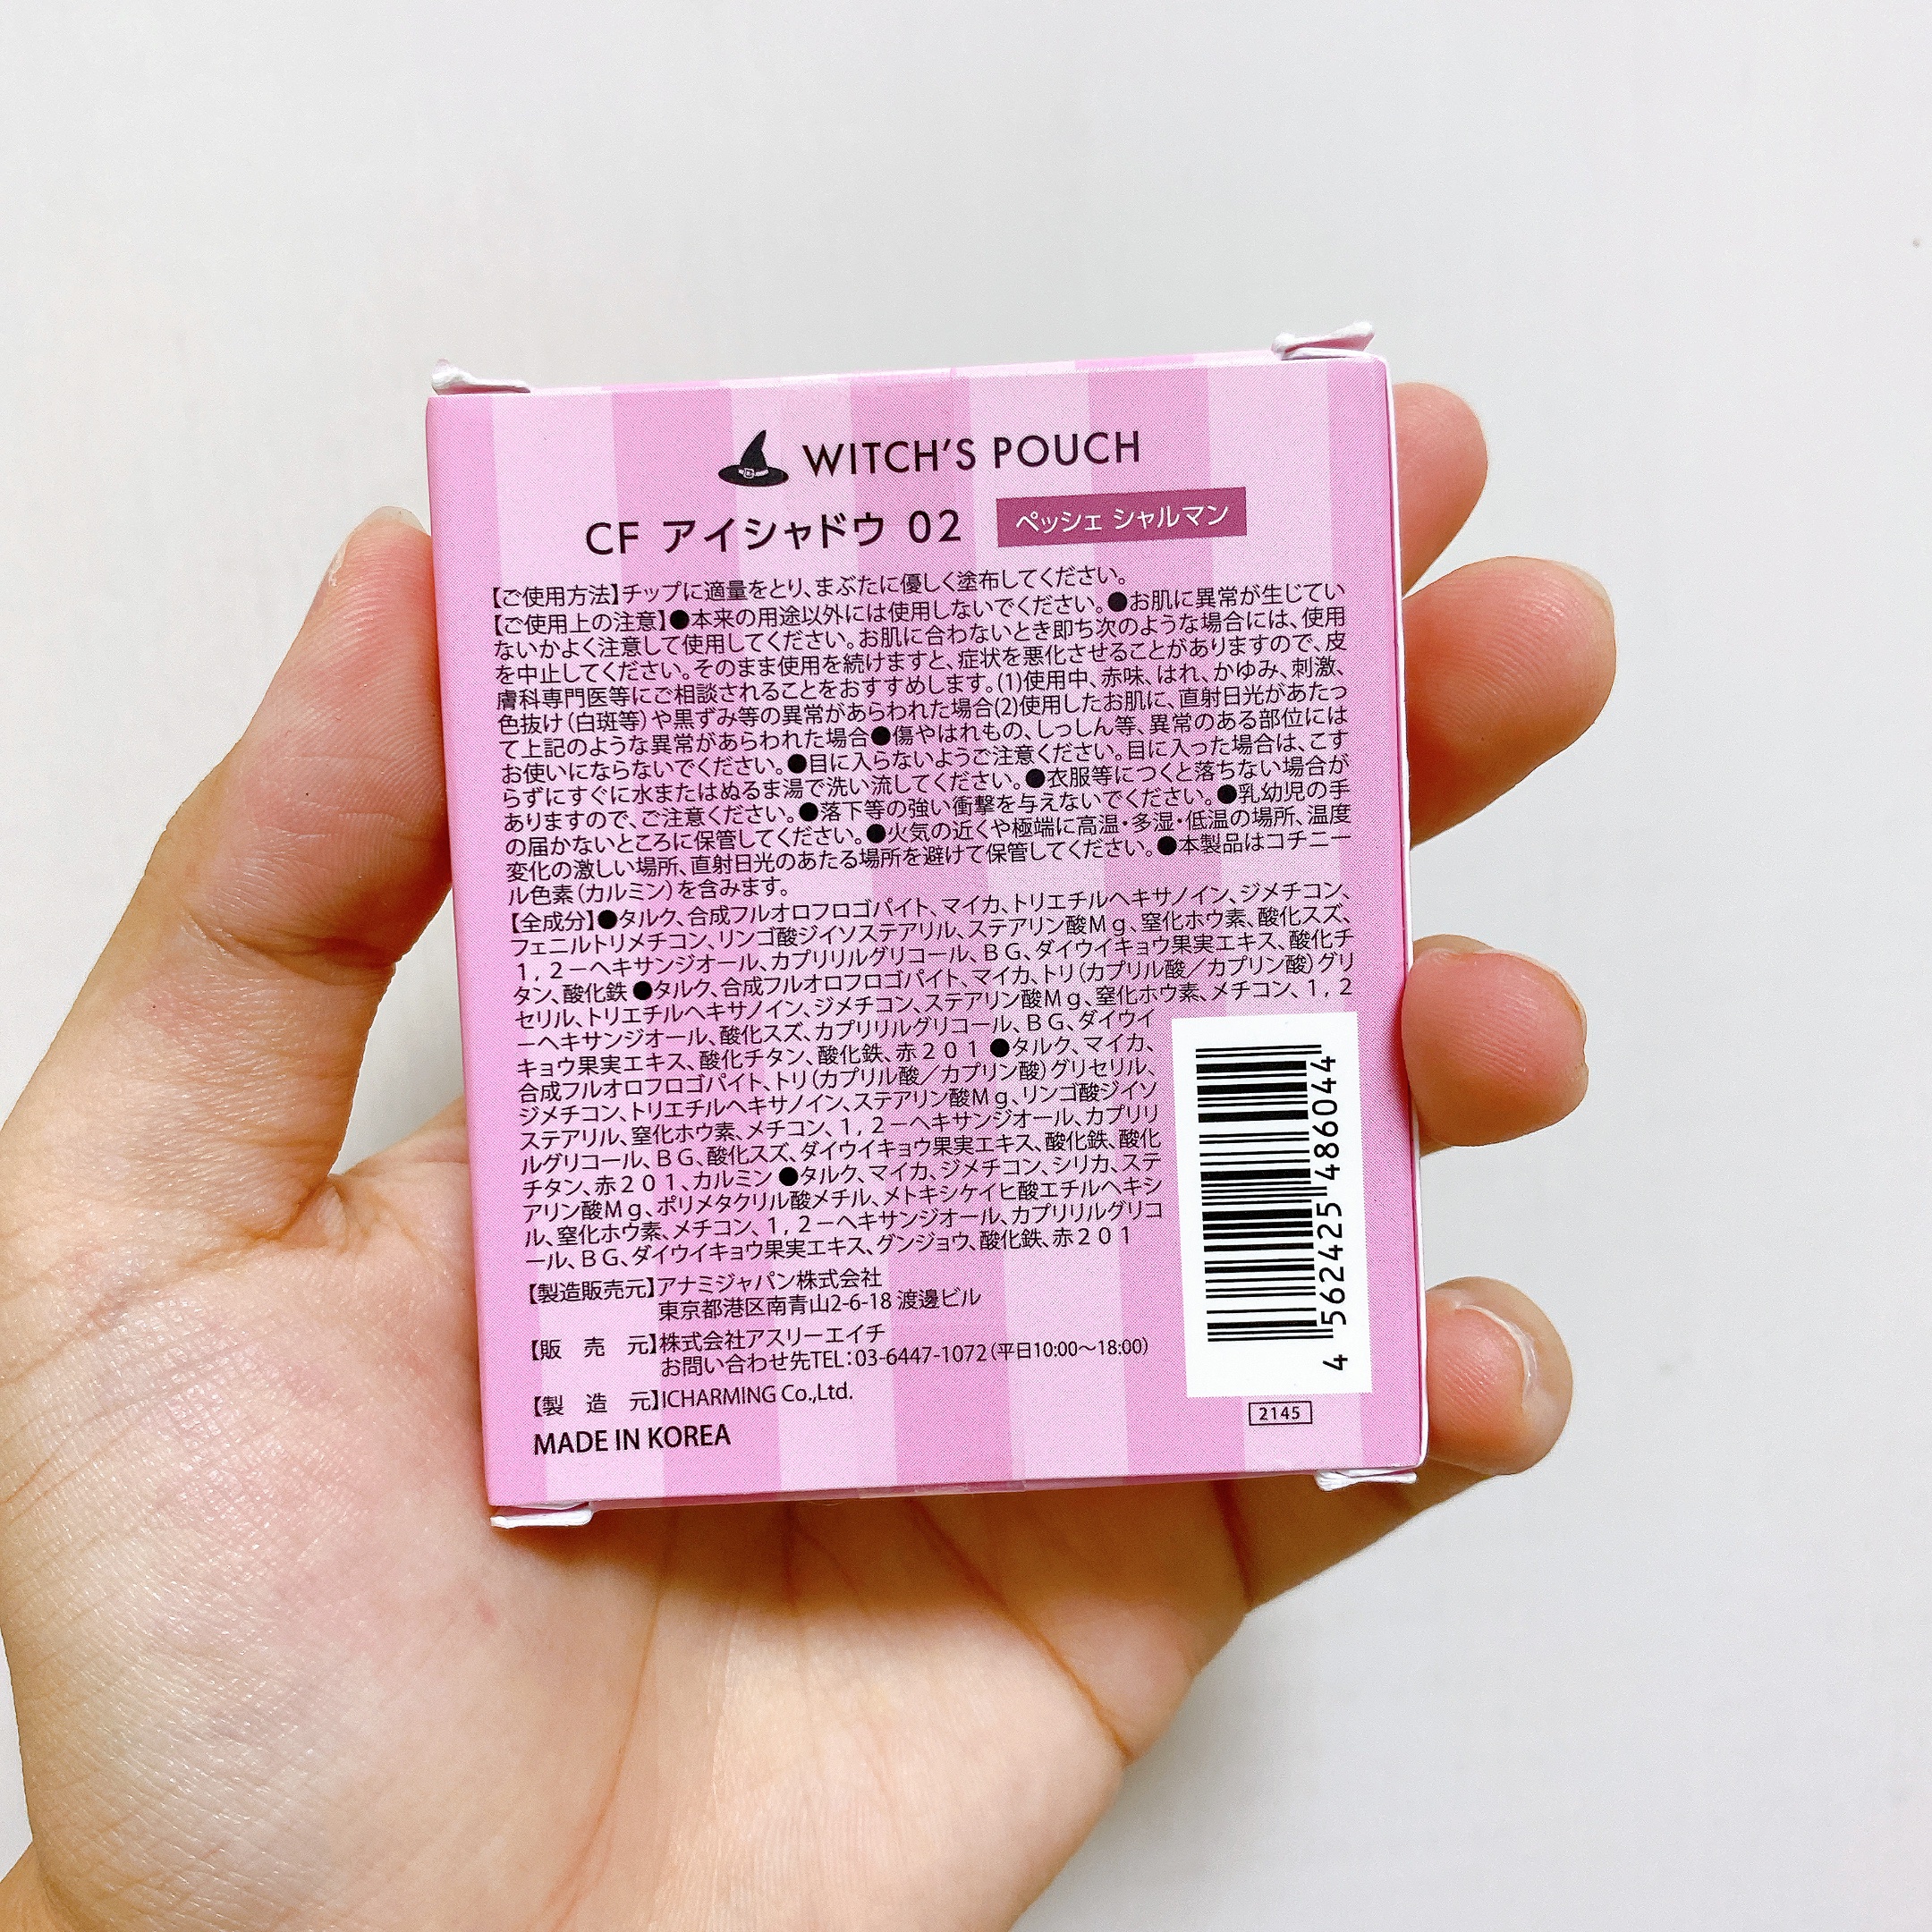 WITCH'S POUCH
CF アイシャドウ 02 ペッシェ シャルマン
【ご使用方法】チップに適量をとり、まぶたに優しく塗布してください。
【ご使用上の注意】●本来の用途以外には使用しないでください。●お肌に異常が生じてい
ないかよく注意して使用してください。お肌に合わないとき即ち次のような場合には、使用
を中止してください。そのまま使用を続けますと、症状を悪化させることがありますので、皮
膚科専門医等にご相談されることをおすすめします。(1)使用中、赤味、はれ、かゆみ、刺激、
色抜け(白斑等)や黒ずみ等の異常があらわれた場合(2)使用したお肌に、直射日光があたっ
て上記のような異常があらわれた場合●傷やはれもの、しっしん等、異常のある部位には
お使いにならないでください。●目に入らないようご注意ください。目に入った場合は、こす
らずにすぐに水またはぬるま湯で洗い流してください。●衣服等につくと落ちない場合が
ありますので、ご注意ください。●落下等の強い衝撃を与えないでください。●乳幼児の手
の届かないところに保管してください。●火気の近くや極端に高温・多湿・低温の場所、温度
変化の激しい場所、直射日光のあたる場所を避けて保管してください。●本製品はコチニー
ル色素(カルミン)を含みます。
【全成分】●タルク、合成フルオロフロゴパイト、マイカ、トリエチルヘキサノイン、ジメチコン、
フェニルトリメチコン、リンゴ酸ジイソステアリル、ステアリン酸Mg、窒化ホウ素、酸化スズ、
1,2-ヘキサンジオール、カプリリルグリコール、BG、ダイウイキョウ果実エキス、酸化チ
タン、酸化鉄 ●タルク、合成フルオロフロゴパイト、マイカ、トリ(カプリル酸/カプリン酸)グリ
セリル、トリエチルヘキサノイン、ジメチコン、ステアリン酸Mg、窒化ホウ素、メチコン、1,2
-ヘキサンジオール、酸化スズ、カプリリルグリコール、BG、ダイウイ
キョウ果実エキス、酸化チタン、酸化鉄、赤201 ●タルク、マイカ、
合成フルオロフロゴパイト、トリ(カプリル酸/カプリン酸)グリセリル、
ジメチコン、トリエチルヘキサノイン、ステアリン酸Mg、リンゴ酸ジイソ
ステアリル、窒化ホウ素、メチコン、1,2-ヘキサンジオール、カプリリ
ルグリコール、BG、酸化スズ、ダイウイキョウ果実エキス、酸化鉄、酸化
チタン、赤201、カルミン ●タルク、マイカ、ジメチコン、シリカ、ステ
アリン酸Mg、ポリメタクリル酸メチル、メトキシケイヒ酸エチルヘキシ
ル、窒化ホウ素、メチコン、1,2-ヘキサンジオール、カプリリルグリコ
ール、BG、ダイウイキョウ果実エキス、グンジョウ、酸化鉄、赤201
【製造販売元】アナミジャパン株式会社
東京都港区南青山2-6-18 渡邊ビル
【販 売 元】株式会社アスリーエイチ
お問い合わせ先TEL:03-6447-1072(平日10:00〜18:00)
【製 造 元】ICHARMING Co.,Ltd.
MADE IN KOREA
4 562425 486044
2145